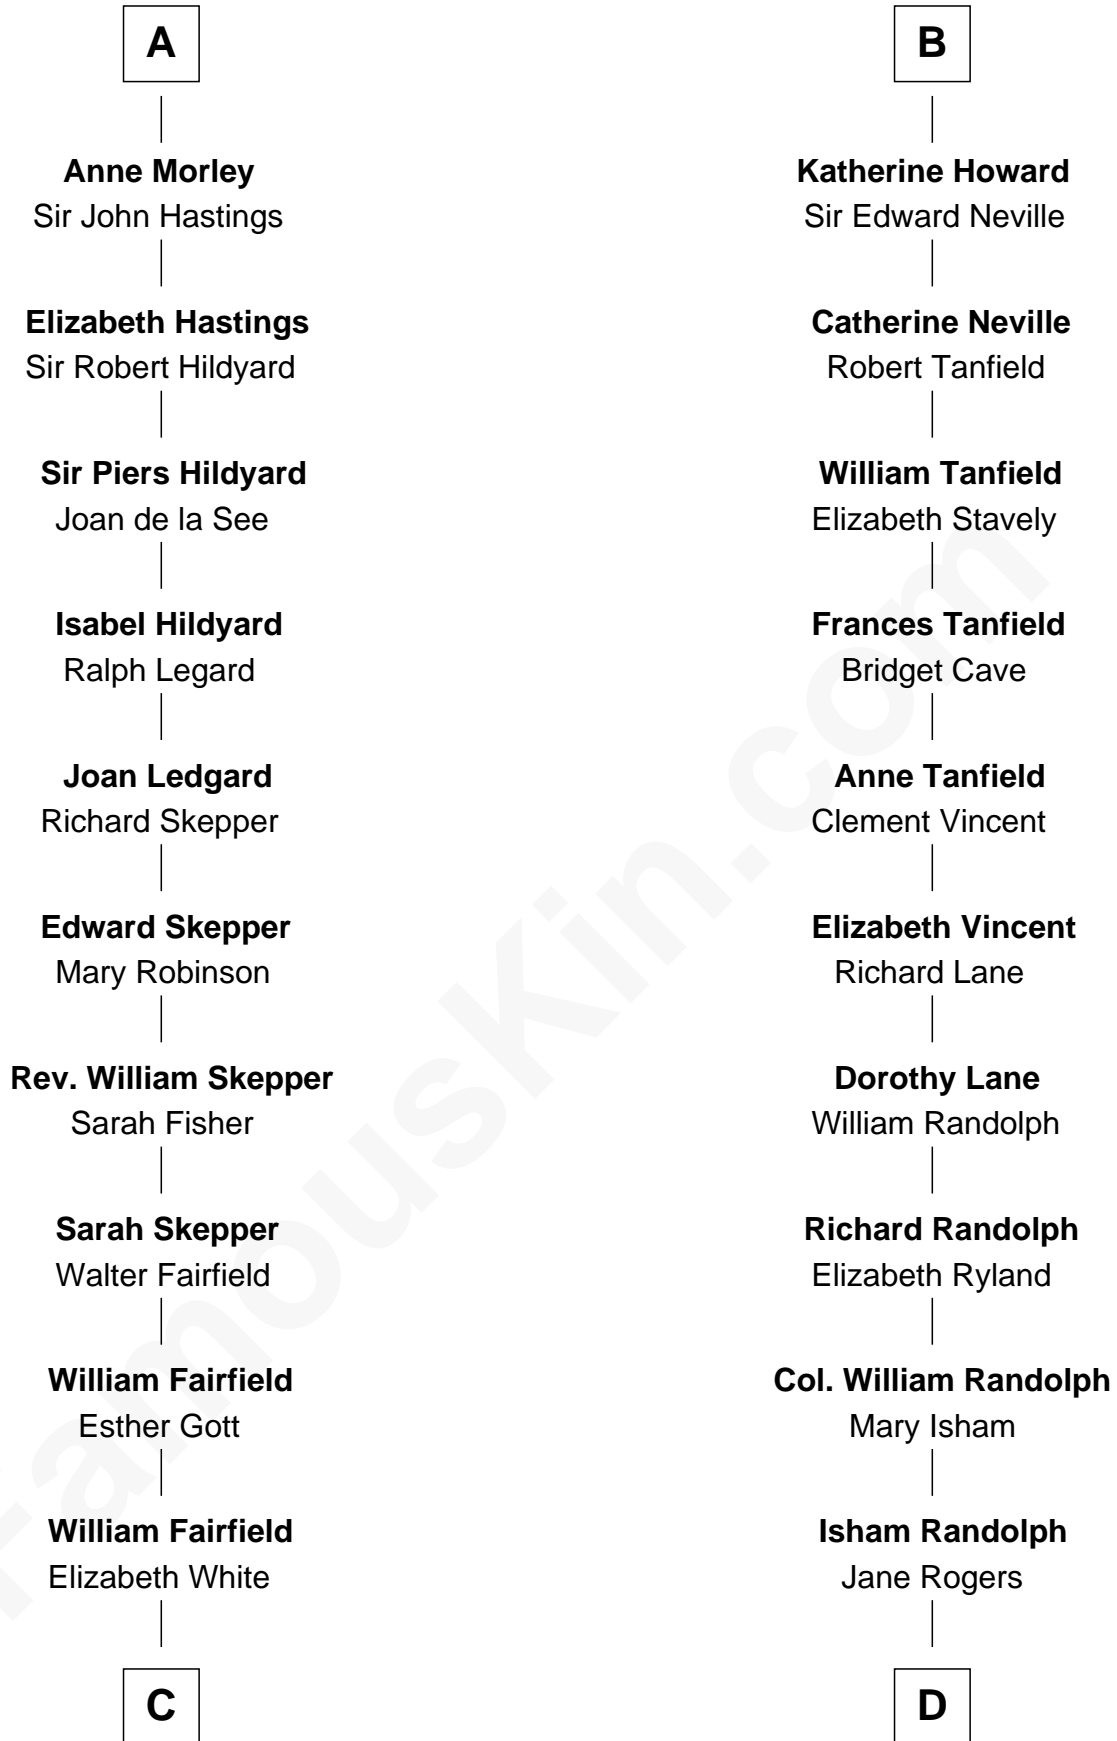 A
Anne Morley
Sir John Hastings
Elizabeth Hastings
Sir Robert Hildyard
Sir Piers Hildyard
Joan de la See
Isabel Hildyard
Ralph Legard
Joan Ledgard
Richard Skepper
Edward Skepper
Mary Robinson
Rev. William Skepper
Sarah Fisher
Sarah Skepper
Walter Fairfield
William Fairfield
Esther Gott
William Fairfield
Elizabeth White
C
B
Katherine Howard
Sir Edward Neville
Catherine Neville
Robert Tanfield
William Tanfield
Elizabeth Stavely
Frances Tanfield
Bridget Cave
Anne Tanfield
Clement Vincent
Elizabeth Vincent
Richard Lane
Dorothy Lane
William Randolph
Richard Randolph
Elizabeth Ryland
Col. William Randolph
Mary Isham
Isham Randolph
Jane Rogers
D
FamousKin.com